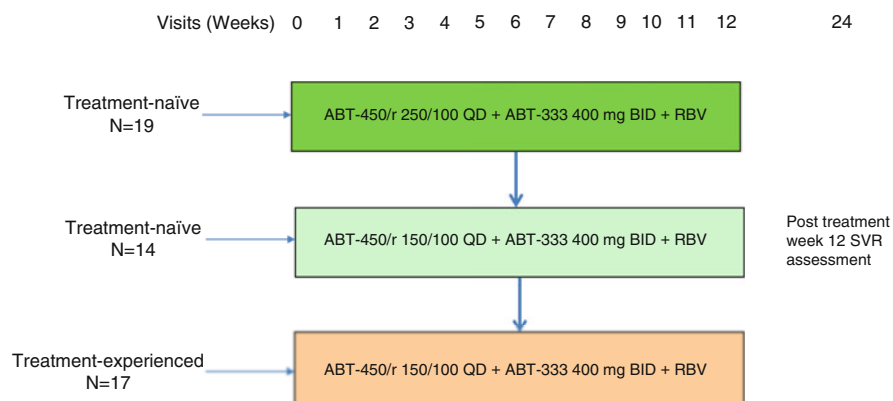 Visits (Weeks) 0 1 2 3 4 5 6 7 8 9 10 11 12 24
Treatment-naïve
N=19
ABT-450/r 250/100 QD + ABT-333 400 mg BID + RBV
Treatment-naïve
N=14
ABT-450/r 150/100 QD + ABT-333 400 mg BID + RBV
Post treatment
week 12 SVR
assessment
Treatment-experienced
N=17
ABT-450/r 150/100 QD + ABT-333 400 mg BID + RBV